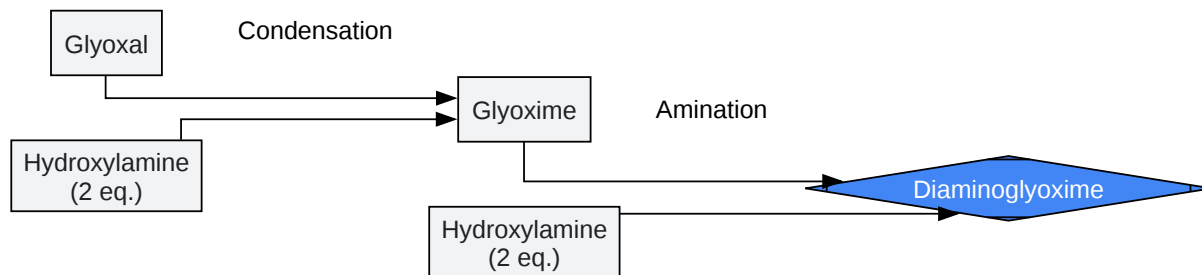 Glyoxal
Condensation
Glyoxime
Amination
Hydroxylamine
(2 eq.)
Diaminoglyoxime
Hydroxylamine
(2 eq.)